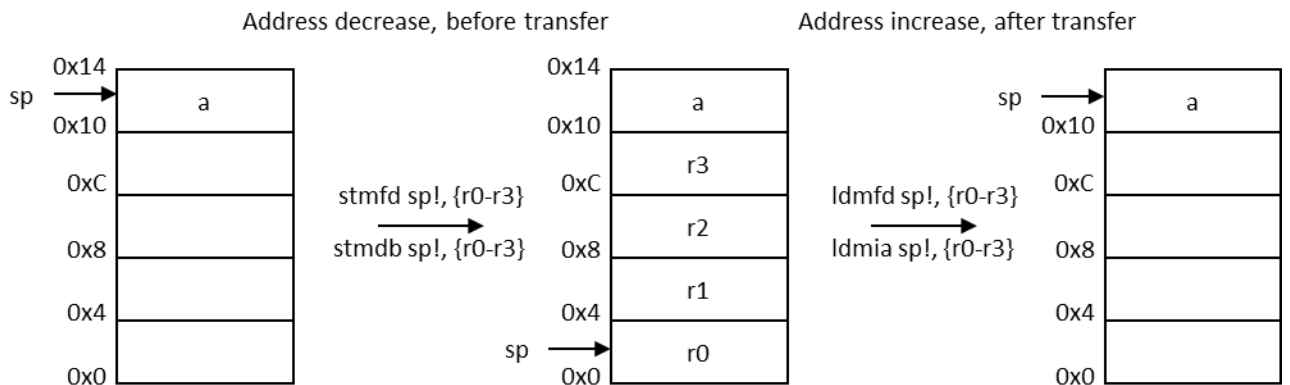 Address decrease, before transfer
Address increase, after transfer
0x14
sp
a
0x10
0xC
0x8
0x4
0x0
stmfd sp!, {r0-r3}
stmdb sp!, {r0-r3}
0x14
a
0x10
r3
0xC
r2
0x8
r1
0x4
sp
r0
0x0
ldmfd sp!, {r0-r3}
ldmia sp!, {r0-r3}
sp
a
0x10
0xC
0x8
0x4
0x0